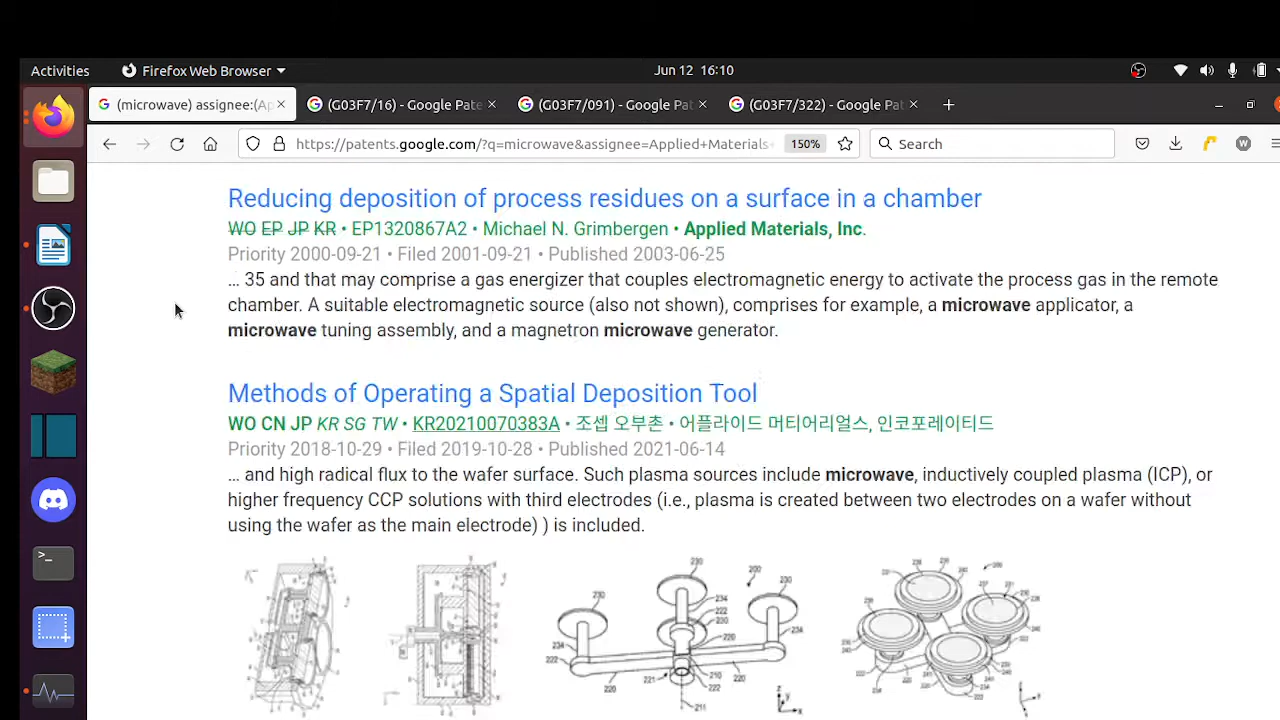 Activities
Firefox Web Browser
Jun 12 16:10
(microwave) assignee:(Ap
(G03F7/16) - Google Pate
(G03F7/091) - Google Pat
(G03F7/322) - Google Pat
https://patents.google.com/?q=microwave&assignee=Applied+Materials
150%
Search
Reducing deposition of process residues on a surface in a chamber
WO EP JP KR • EP1320867A2 • Michael N. Grimbergen • Applied Materials, Inc.
Priority 2000-09-21 • Filed 2001-09-21 • Published 2003-06-25
… 35 and that may comprise a gas energizer that couples electromagnetic energy to activate the process gas in the remote
chamber. A suitable electromagnetic source (also not shown), comprises for example, a microwave applicator, a
microwave tuning assembly, and a magnetron microwave generator.
Methods of Operating a Spatial Deposition Tool
WO CN JP KR SG TW • KR20210070383A • 조셉 오부촌 • 어플라이드 머티어리얼스, 인코포레이티드
Priority 2018-10-29 • Filed 2019-10-28 • Published 2021-06-14
… and high radical flux to the wafer surface. Such plasma sources include microwave, inductively coupled plasma (ICP), or
higher frequency CCP solutions with third electrodes (i.e., plasma is created between two electrodes on a wafer without
using the wafer as the main electrode) ) is included.